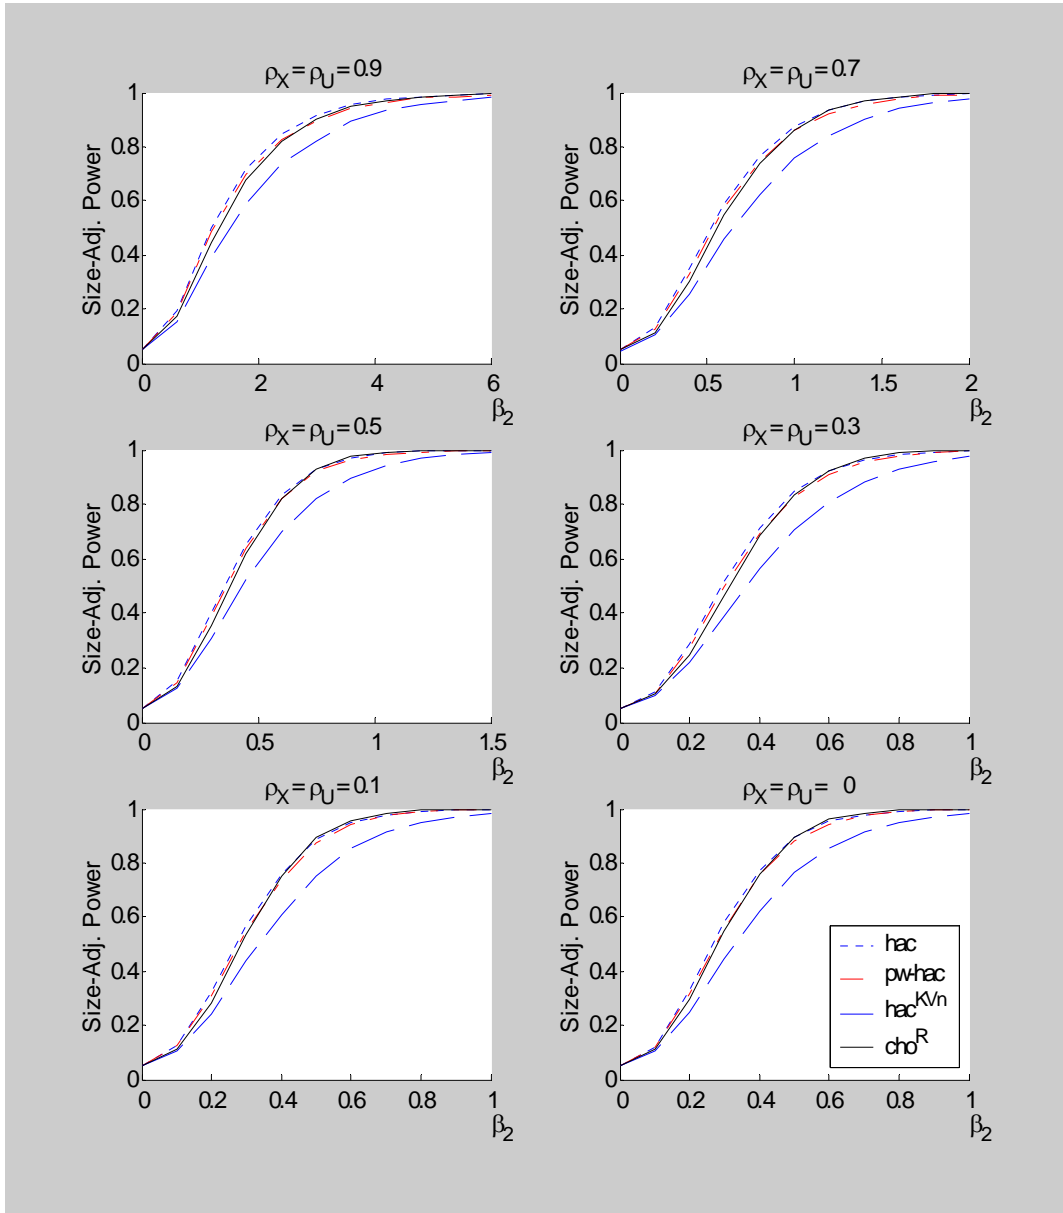 ρX = ρU = 0.9
Size-Adj. Power
1
0.8
0.6
0.4
0.2
0
0 2 4 6
β2
ρX = ρU = 0.7
Size-Adj. Power
1
0.8
0.6
0.4
0.2
0
0 0.5 1 1.5 2
β2
ρX = ρU = 0.5
Size-Adj. Power
1
0.8
0.6
0.4
0.2
0
0 0.5 1 1.5
β2
ρX = ρU = 0.3
Size-Adj. Power
1
0.8
0.6
0.4
0.2
0
0 0.2 0.4 0.6 0.8 1
β2
ρX = ρU = 0.1
Size-Adj. Power
1
0.8
0.6
0.4
0.2
0
0 0.2 0.4 0.6 0.8 1
β2
ρX = ρU = 0
Size-Adj. Power
1
0.8
0.6
0.4
0.2
0
0 0.2 0.4 0.6 0.8 1
β2
hac
pw-hac
hac^KVn
cho^R